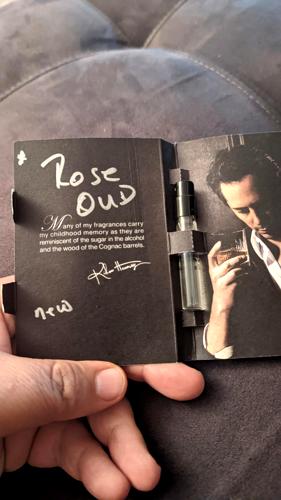 Rose
OUD
Many of my fragrances carry
my childhood memory as they are
reminiscent of the sugar in the alcohol
and the wood of the Cognac barrels.
new